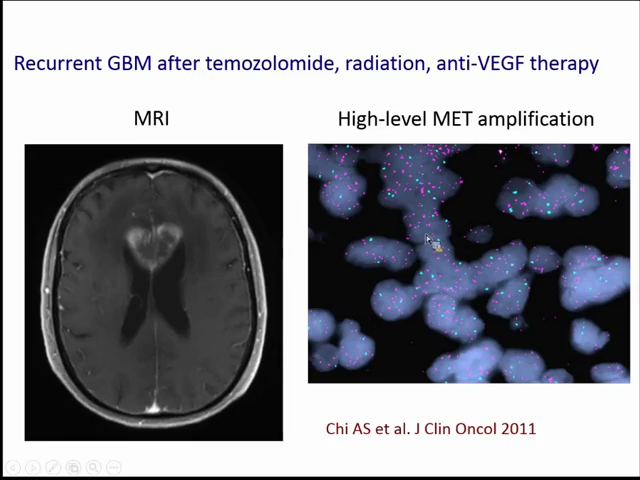 Recurrent GBM after temozolomide, radiation, anti-VEGF therapy
MRI
High-level MET amplification
Chi AS et al. J Clin Oncol 2011